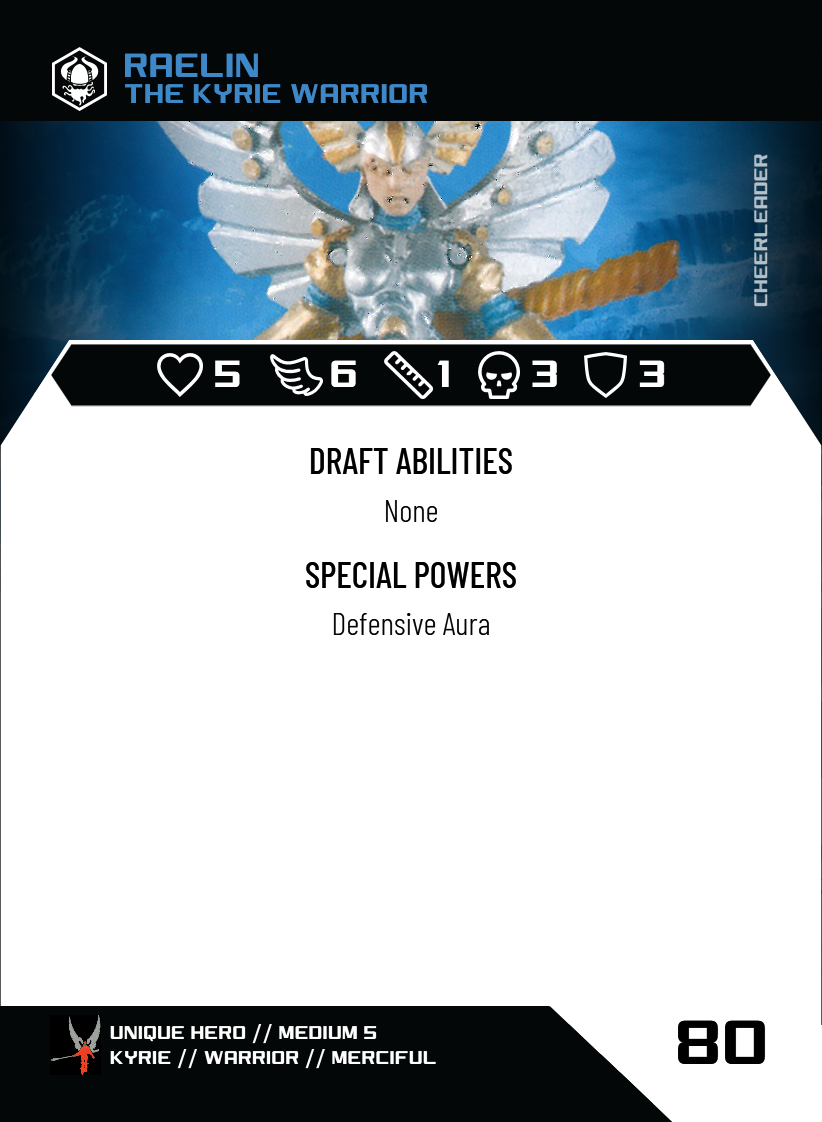 RAELIN
THE KYRIE WARRIOR
CHEERLEADER
5 6 1 3 3
DRAFT ABILITIES
None
SPECIAL POWERS
Defensive Aura
UNIQUE HERO // MEDIUM 5
KYRIE // WARRIOR // MERCIFUL
80